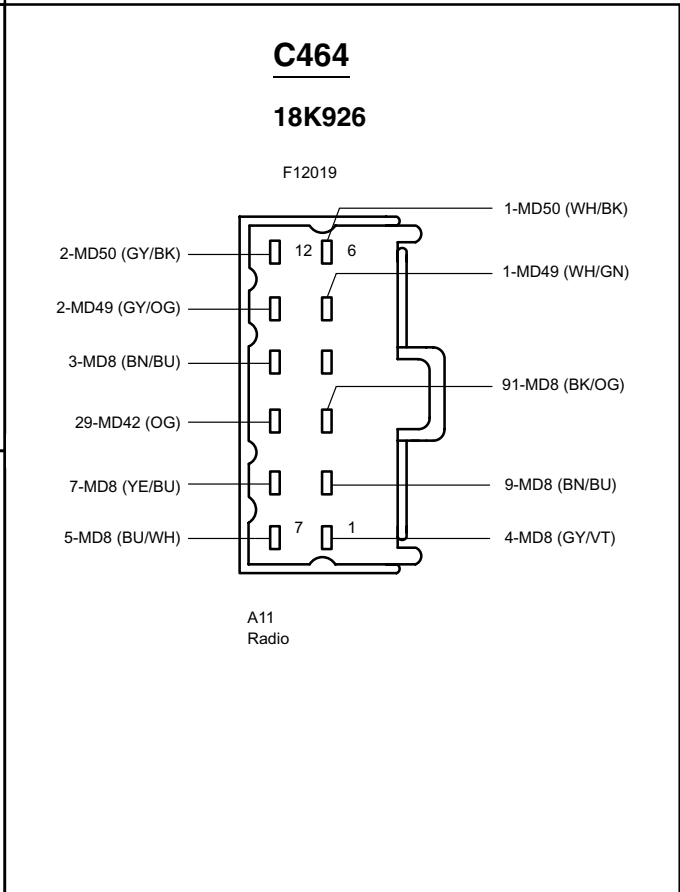 C464
18K926
F12019
1-MD50 (WH/BK)
2-MD50 (GY/BK)
12 6
1-MD49 (WH/GN)
2-MD49 (GY/OG)
3-MD8 (BN/BU)
91-MD8 (BK/OG)
29-MD42 (OG)
7-MD8 (YE/BU)
9-MD8 (BN/BU)
7 1
5-MD8 (BU/WH)
4-MD8 (GY/VT)
A11
Radio